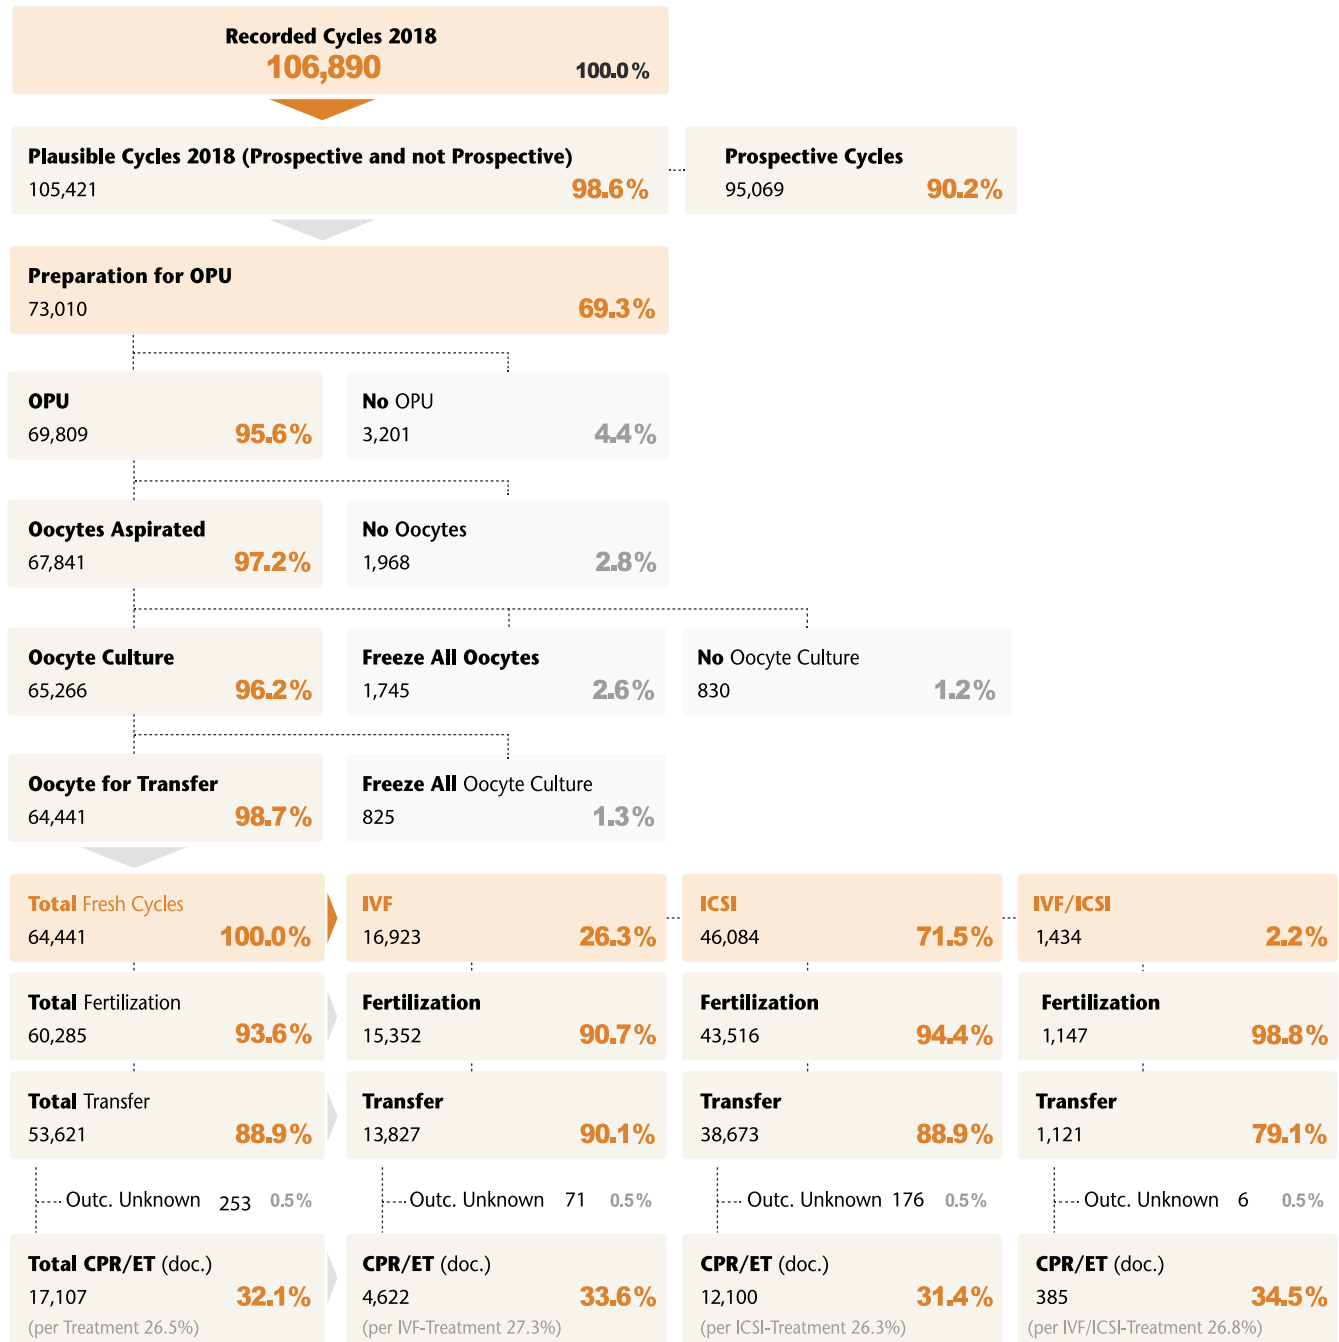 Recorded Cycles 2018
106,890 100.0%
Plausible Cycles 2018 (Prospective and not Prospective)
105,421 98.6%
Prospective Cycles
95,069 90.2%
Preparation for OPU
73,010 69.3%
OPU
69,809 95.6%
No OPU
3,201 4.4%
Oocytes Aspirated
67,841 97.2%
No Oocytes
1,968 2.8%
Oocyte Culture
65,266 96.2%
Freeze All Oocytes
1,745 2.6%
No Oocyte Culture
830 1.2%
Oocyte for Transfer
64,441 98.7%
Freeze All Oocyte Culture
825 1.3%
Total Fresh Cycles
64,441 100.0%
IVF
16,923 26.3%
ICSI
46,084 71.5%
IVF/ICSI
1,434 2.2%
Total Fertilization
60,285 93.6%
Fertilization
15,352 90.7%
Fertilization
43,516 94.4%
Fertilization
1,147 98.8%
Total Transfer
53,621 88.9%
Transfer
13,827 90.1%
Transfer
38,673 88.9%
Transfer
1,121 79.1%
Outc. Unknown 253 0.5%
Outc. Unknown 71 0.5%
Outc. Unknown 176 0.5%
Outc. Unknown 6 0.5%
Total CPR/ET (doc.)
17,107 32.1%
(per Treatment 26.5%)
CPR/ET (doc.)
4,622 33.6%
(per IVF-Treatment 27.3%)
CPR/ET (doc.)
12,100 31.4%
(per ICSI-Treatment 26.3%)
CPR/ET (doc.)
385 34.5%
(per IVF/ICSI-Treatment 26.8%)